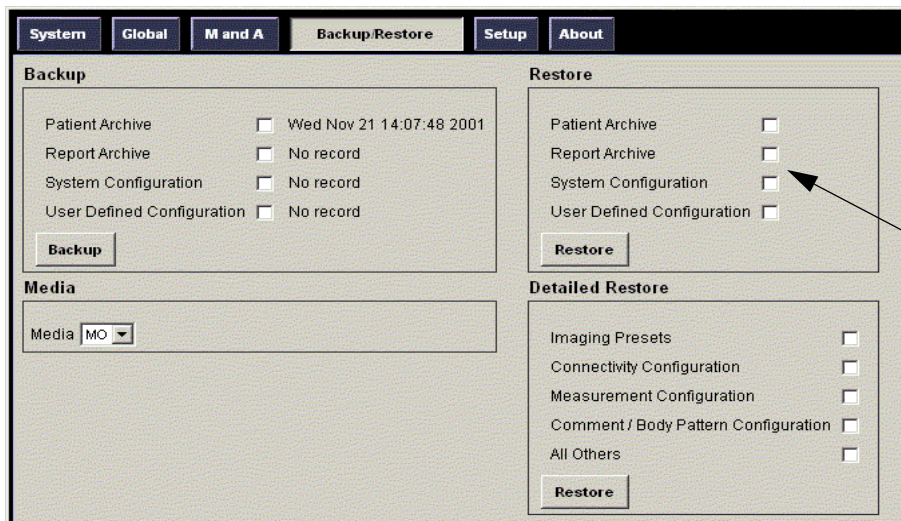 System Global M and A Backup/Restore Setup About
Backup
Patient Archive Wed Nov 21 14:07:48 2001
Report Archive No record
System Configuration No record
User Defined Configuration No record
Backup
Media
Media MO
Restore
Patient Archive
Report Archive
System Configuration
User Defined Configuration
Restore
Detailed Restore
Imaging Presets
Connectivity Configuration
Measurement Configuration
Comment / Body Pattern Configuration
All Others
Restore